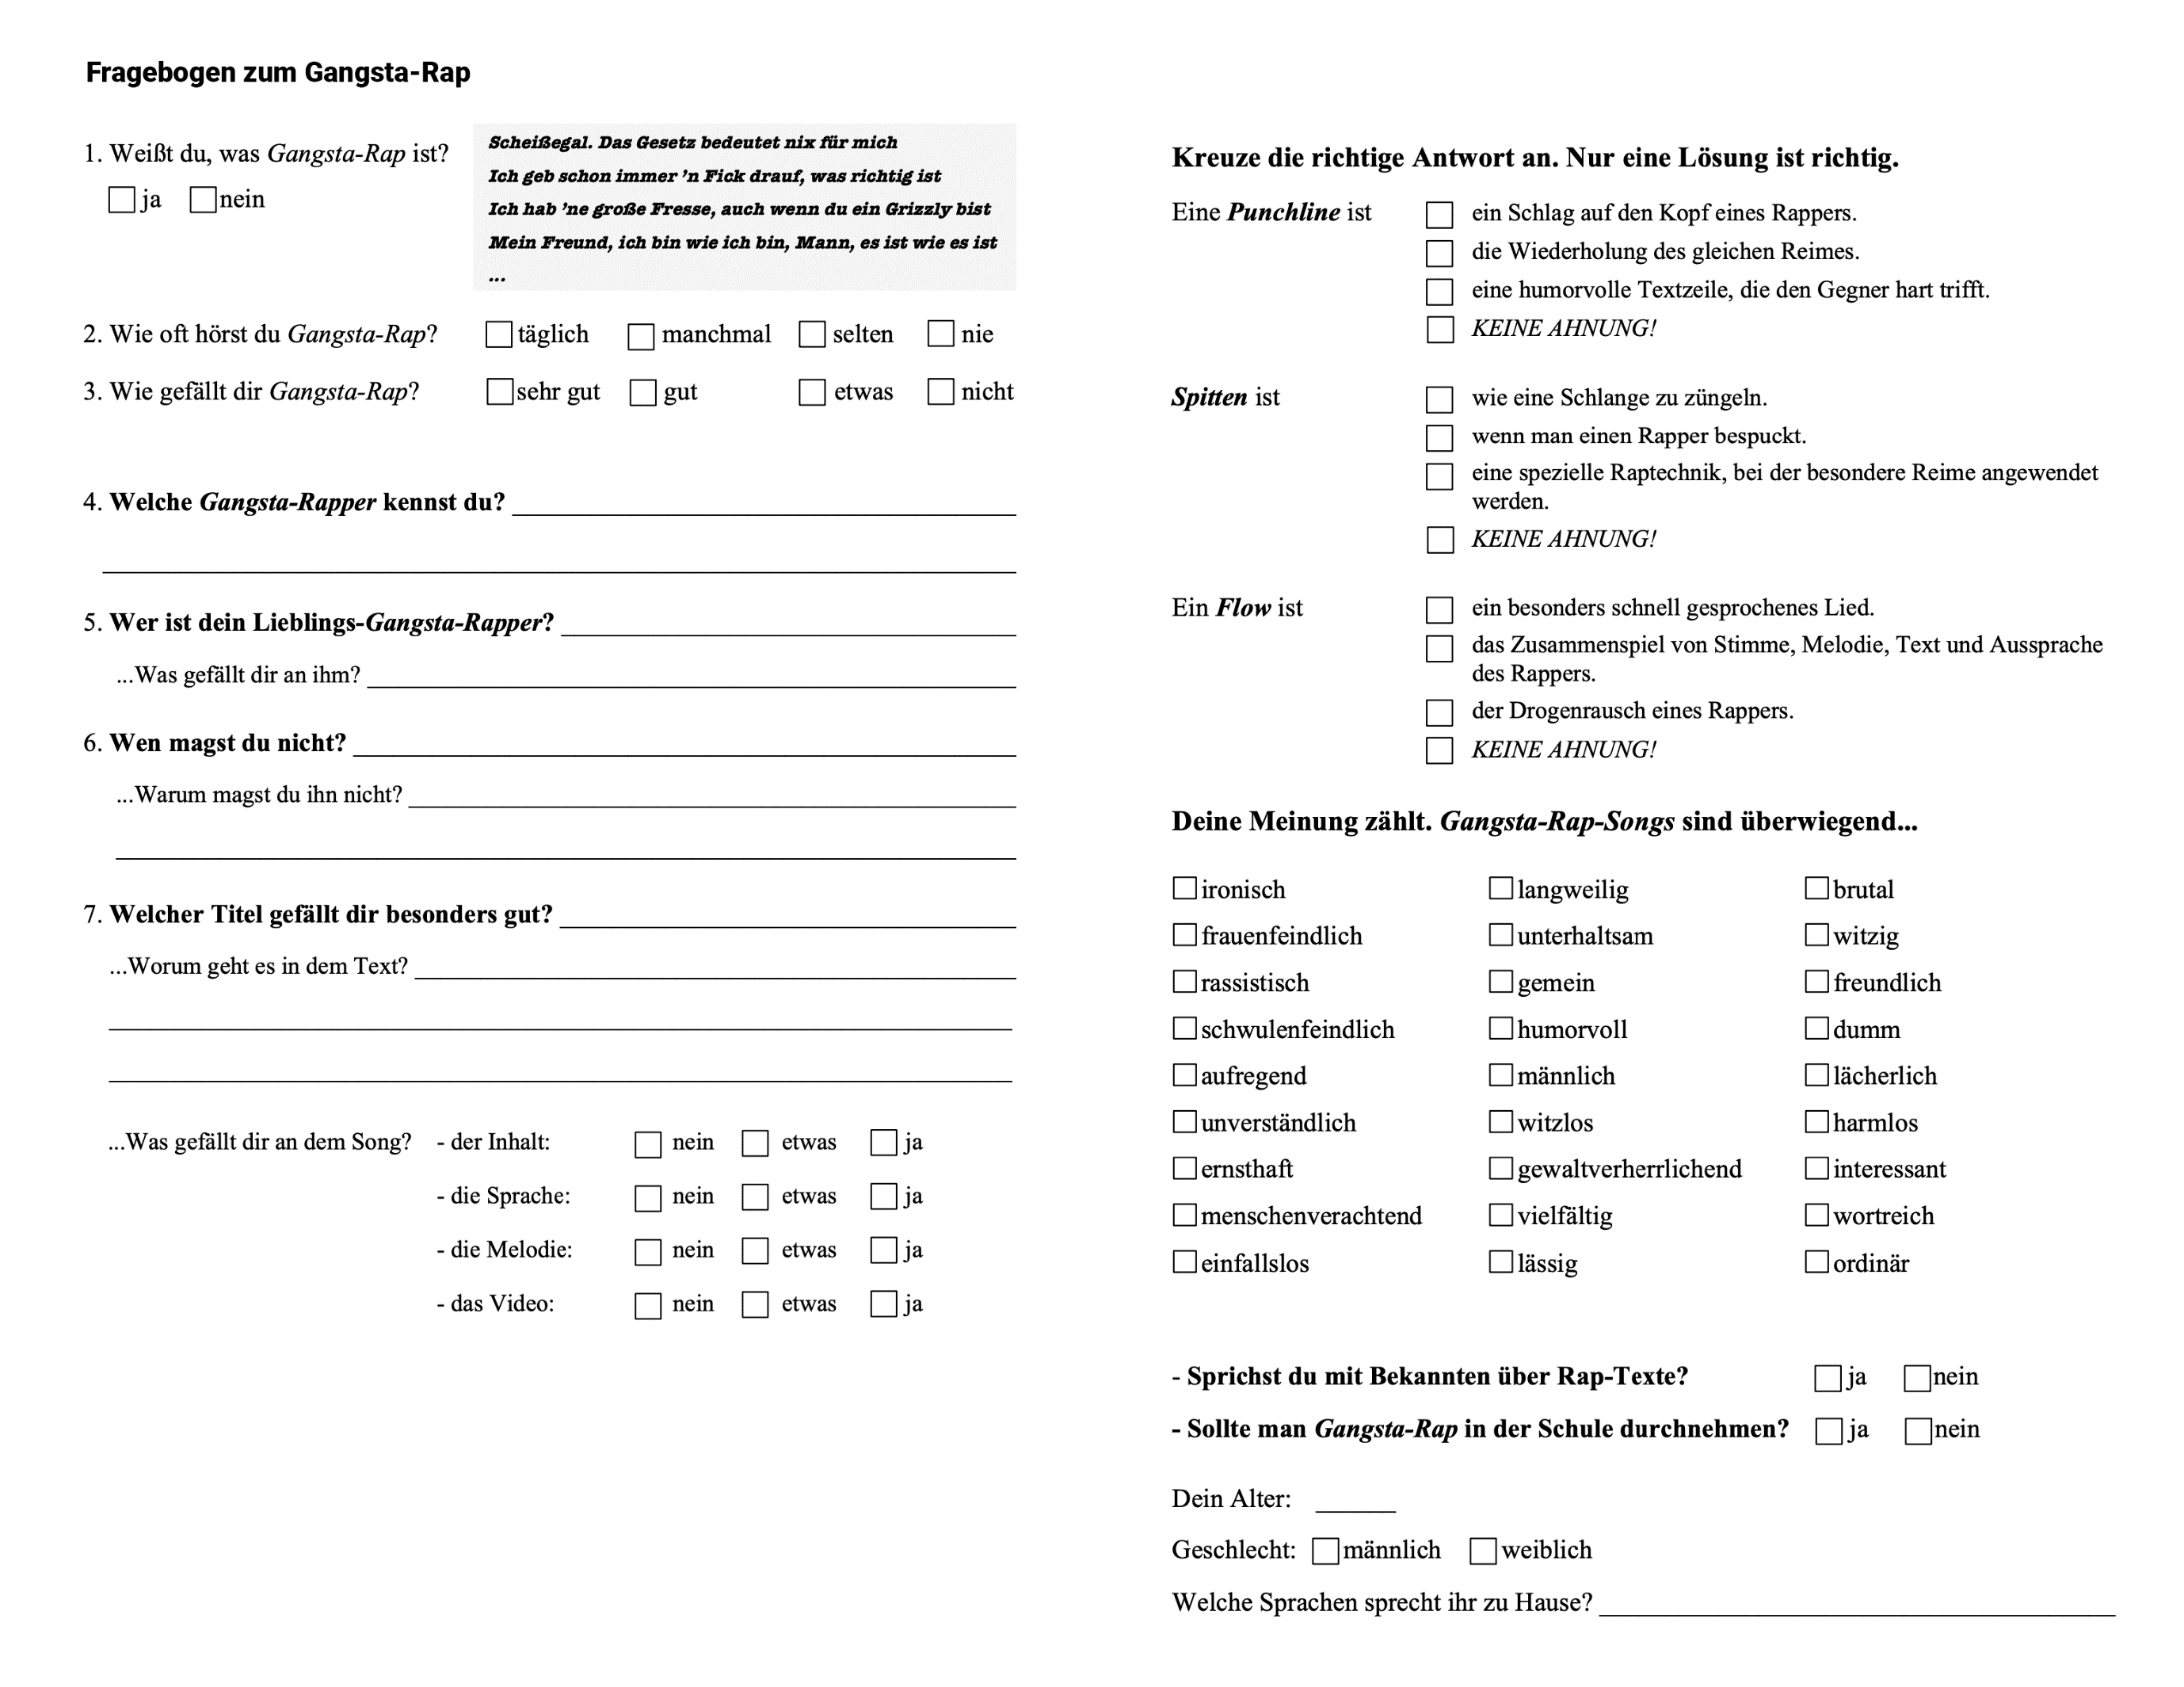 Fragebogen zum Gangsta-Rap
1. Weißt du, was Gangsta-Rap ist?
ja nein
Scheißegal. Das Gesetz bedeutet nix für mich
Ich geb schon immer ’n Fick drauf, was richtig ist
Ich hab ’ne große Fresse, auch wenn du ein Grizzly bist
Mein Freund, ich bin wie ich bin, Mann, es ist wie es ist
...
2. Wie oft hörst du Gangsta-Rap? täglich manchmal selten nie
3. Wie gefällt dir Gangsta-Rap? sehr gut gut etwas nicht
4. Welche Gangsta-Rapper kennst du?
5. Wer ist dein Lieblings-Gangsta-Rapper?
...Was gefällt dir an ihm?
6. Wen magst du nicht?
...Warum magst du ihn nicht?
7. Welcher Titel gefällt dir besonders gut?
...Worum geht es in dem Text?
...Was gefällt dir an dem Song? - der Inhalt: nein etwas ja
- die Sprache: nein etwas ja
- die Melodie: nein etwas ja
- das Video: nein etwas ja
Kreuze die richtige Antwort an. Nur eine Lösung ist richtig.
Eine Punchline ist ein Schlag auf den Kopf eines Rappers.
die Wiederholung des gleichen Reimes.
eine humorvolle Textzeile, die den Gegner hart trifft.
KEINE AHNUNG!
Spitten ist wie eine Schlange zu züngeln.
wenn man einen Rapper bespuckt.
eine spezielle Raptechnik, bei der besondere Reime angewendet
werden.
KEINE AHNUNG!
Ein Flow ist ein besonders schnell gesprochenes Lied.
das Zusammenspiel von Stimme, Melodie, Text und Aussprache
des Rappers.
der Drogenrausch eines Rappers.
KEINE AHNUNG!
Deine Meinung zählt. Gangsta-Rap-Songs sind überwiegend...
ironisch langweilig brutal
frauenfeindlich unterhaltsam witzig
rassistisch gemein freundlich
schwulenfeindlich humorvoll dumm
aufregend männlich lächerlich
unverständlich witzlos harmlos
ernsthaft gewaltverherrlichend interessant
menschenverachtend vielfältig wortreich
einfallslos lässig ordinär
- Sprichst du mit Bekannten über Rap-Texte? ja nein
- Sollte man Gangsta-Rap in der Schule durchnehmen? ja nein
Dein Alter:
Geschlecht: männlich weiblich
Welche Sprachen sprecht ihr zu Hause?